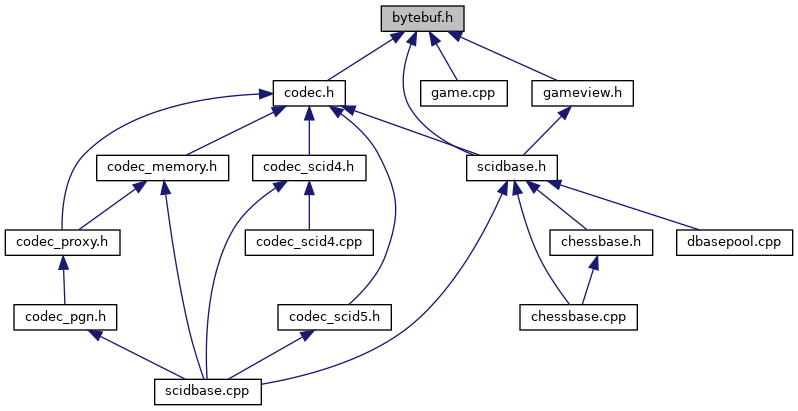 bytebuf.h
codec.h
game.cpp
gameview.h
codec_memory.h
codec_scid4.h
scidbase.h
codec_proxy.h
codec_scid4.cpp
chessbase.h
dbasepool.cpp
codec_pgn.h
codec_scid5.h
chessbase.cpp
scidbase.cpp